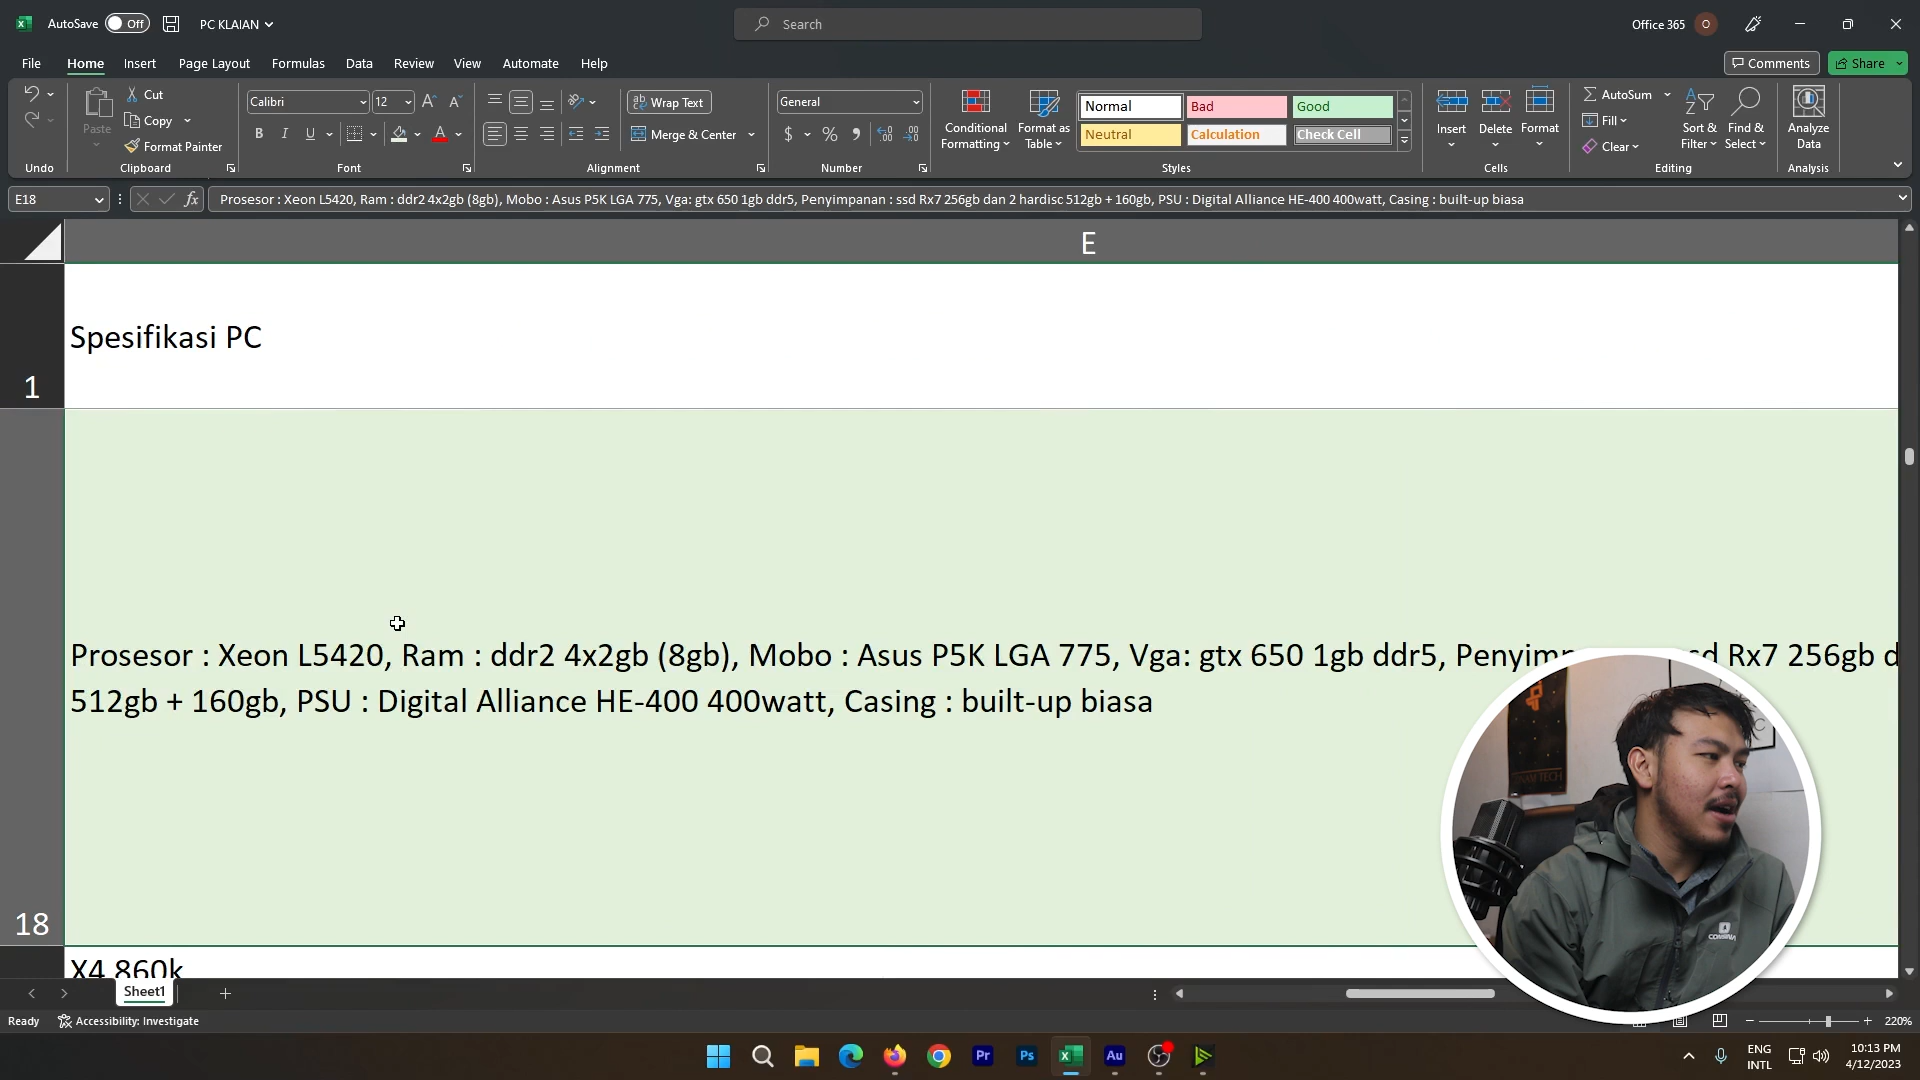 AutoSave Off PC KLAIAN Search Office 365 O
File Home Insert Page Layout Formulas Data Review View Automate Help Comments Share
Cut Calibri 12 Wrap Text General Normal Bad Good AutoSum
Paste Copy Conditional Formatting Format as Table Insert Delete Format Fill Sort & Filter Find & Select Analyze Data
Format Painter B I U A Merge & Center $ % Neutral Calculation Check Cell Clear
Undo Clipboard Font Alignment Number Styles Cells Editing Analysis
E18 fx Prosesor : Xeon L5420, Ram : ddr2 4x2gb (8gb), Mobo : Asus P5K LGA 775, Vga: gtx 650 1gb ddr5, Penyimpanan : ssd Rx7 256gb dan 2 hardisc 512gb + 160gb, PSU : Digital Alliance HE-400 400watt, Casing : built-up biasa
E
1 Spesifikasi PC
Prosesor : Xeon L5420, Ram : ddr2 4x2gb (8gb), Mobo : Asus P5K LGA 775, Vga: gtx 650 1gb ddr5, Rx7 256gb d
512gb + 160gb, PSU : Digital Alliance HE-400 400watt, Casing : built-up biasa
18
X4 860k
Sheet1
Ready Accessibility: Investigate 220%
Pr Ps Au ENG INTL 10:13 PM 4/12/2023